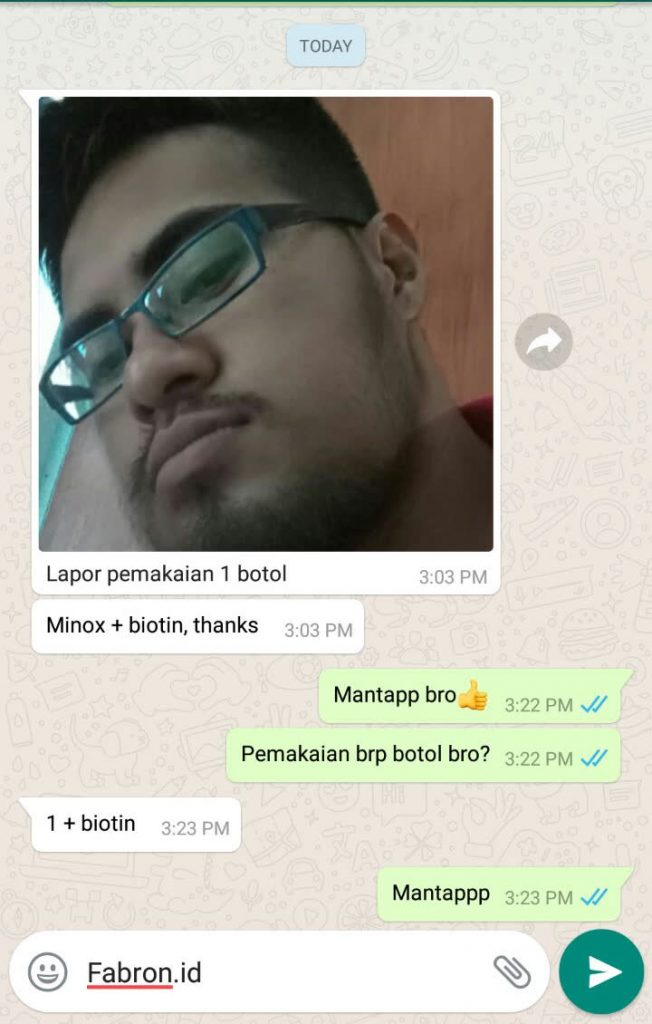 TODAY
Lapor pemakaian 1 botol 3:03 PM
Minox + biotin, thanks 3:03 PM
Mantapp bro👍 3:22 PM
Pemakaian brp botol bro? 3:22 PM
1 + biotin 3:23 PM
Mantappp 3:23 PM
Fabron.id